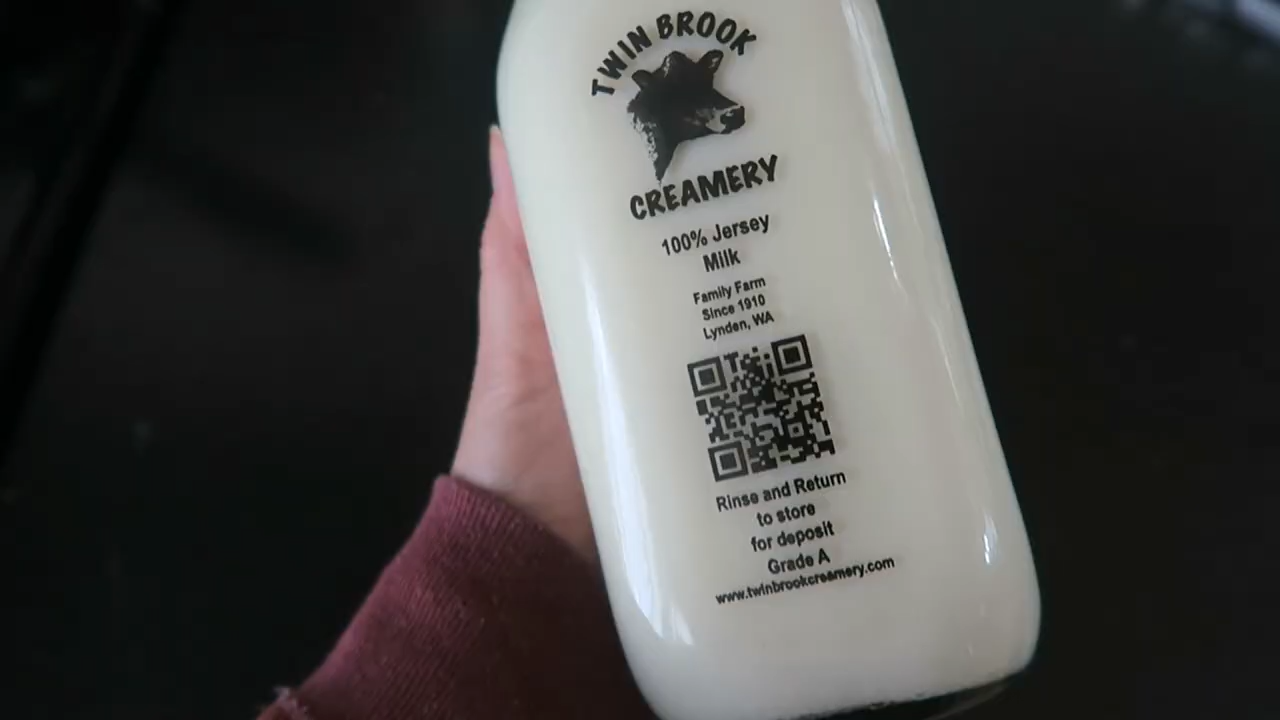 TWIN BROOK
CREAMERY
100% Jersey
Milk
Family Farm
Since 1910
Lynden, WA
Rinse and Return
to store
for deposit
Grade A
www.twinbrookcreamery.com